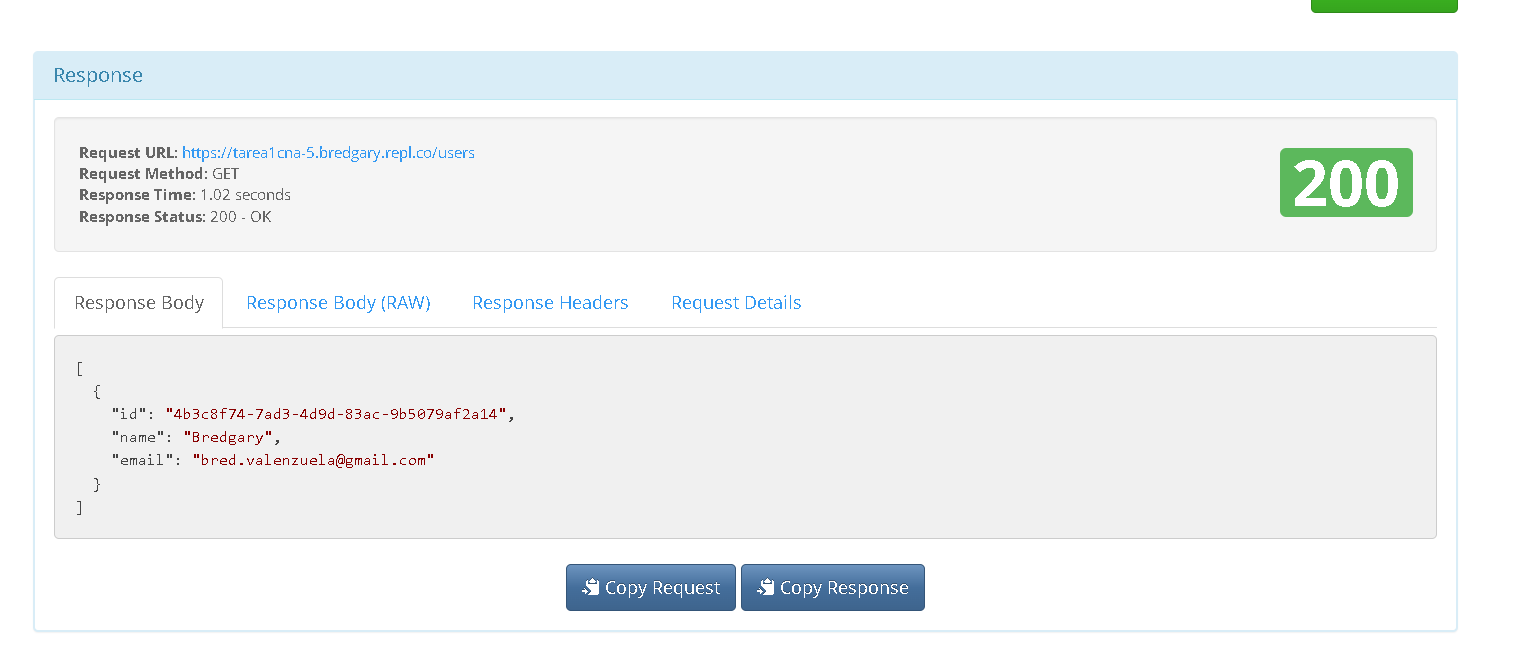 Response
Request URL: https://tarea1cna-5.bredgary.repl.co/users
Request Method: GET
Response Time: 1.02 seconds
Response Status: 200 - OK
200
Response Body Response Body (RAW) Response Headers Request Details
[
{
"id": "4b3c8f74-7ad3-4d9d-83ac-9b5079af2a14",
"name": "Bredgary",
"email": "bred.valenzuela@gmail.com"
}
]
Copy Request Copy Response